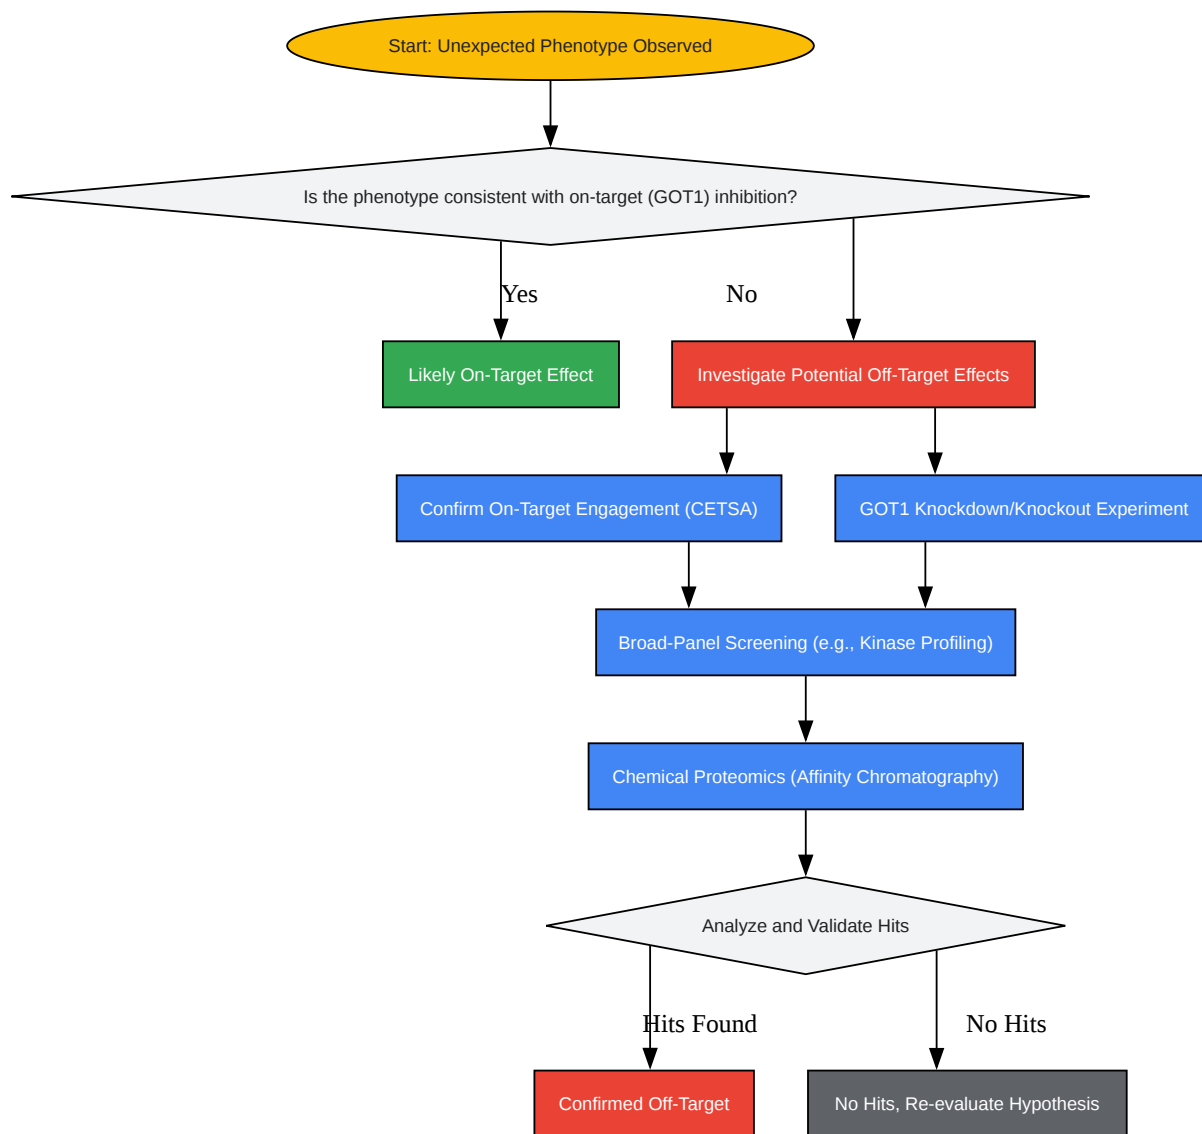 Start: Unexpected Phenotype Observed
Is the phenotype consistent with on-target (GOT1) inhibition?
Yes
No
Likely On-Target Effect
Investigate Potential Off-Target Effects
Confirm On-Target Engagement (CETSA)
GOT1 Knockdown/Knockout Experiment
Broad-Panel Screening (e.g., Kinase Profiling)
Chemical Proteomics (Affinity Chromatography)
Analyze and Validate Hits
Hits Found
No Hits
Confirmed Off-Target
No Hits, Re-evaluate Hypothesis